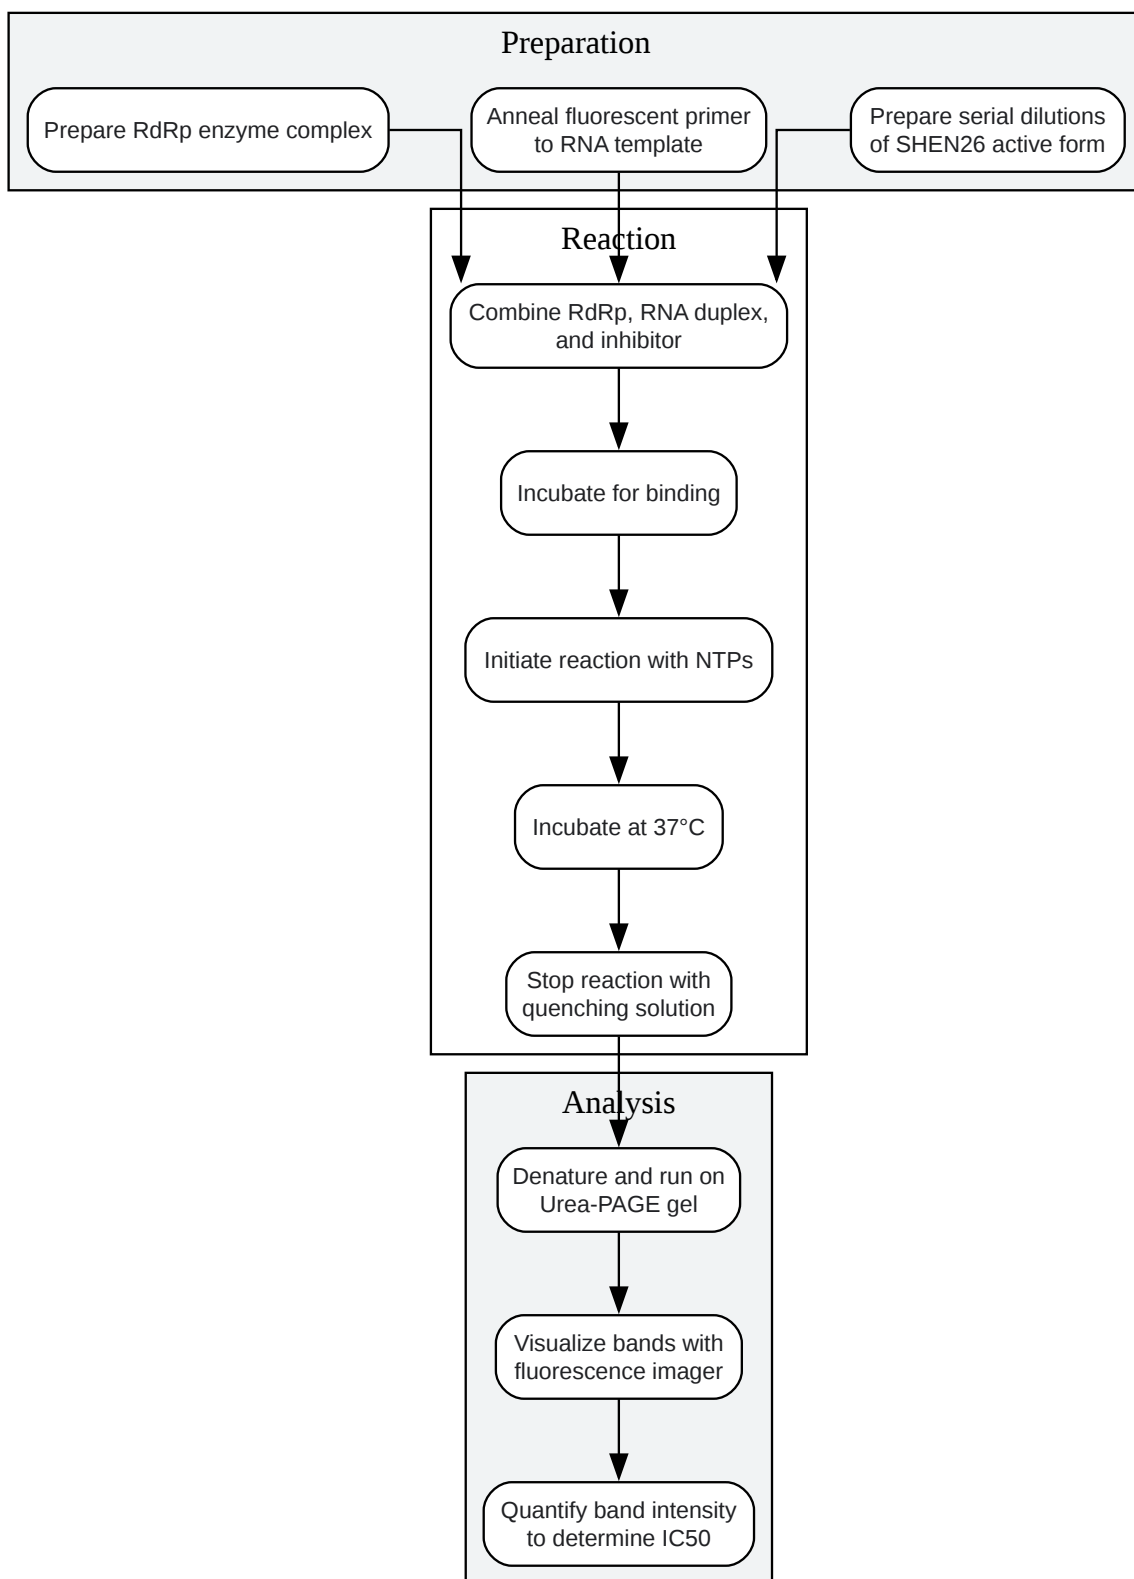 Preparation
Prepare RdRp enzyme complex
Anneal fluorescent primer
to RNA template
Prepare serial dilutions
of SHEN26 active form
Reaction
Combine RdRp, RNA duplex,
and inhibitor
Incubate for binding
Initiate reaction with NTPs
Incubate at 37°C
Stop reaction with
quenching solution
Analysis
Denature and run on
Urea-PAGE gel
Visualize bands with
fluorescence imager
Quantify band intensity
to determine IC50